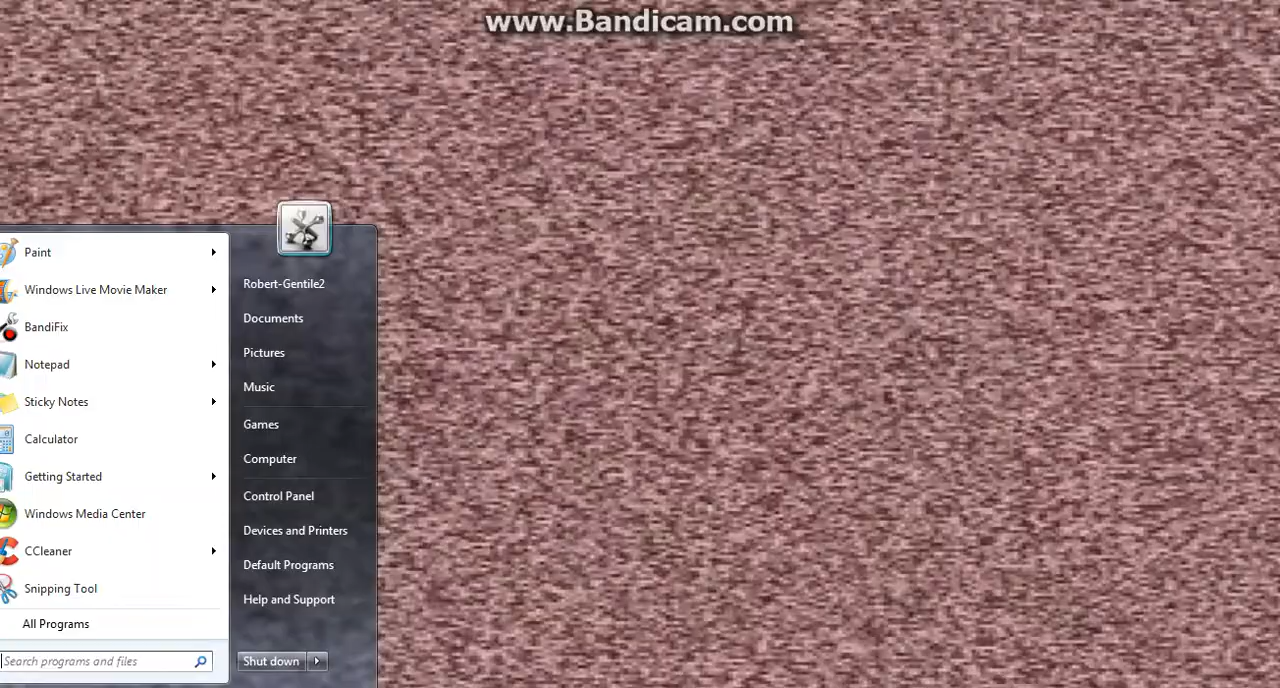 www.Bandicam.com
Paint
Windows Live Movie Maker
BandiFix
Notepad
Sticky Notes
Calculator
Getting Started
Windows Media Center
CCleaner
Snipping Tool
All Programs
Search programs and files
Robert-Gentile2
Documents
Pictures
Music
Games
Computer
Control Panel
Devices and Printers
Default Programs
Help and Support
Shut down